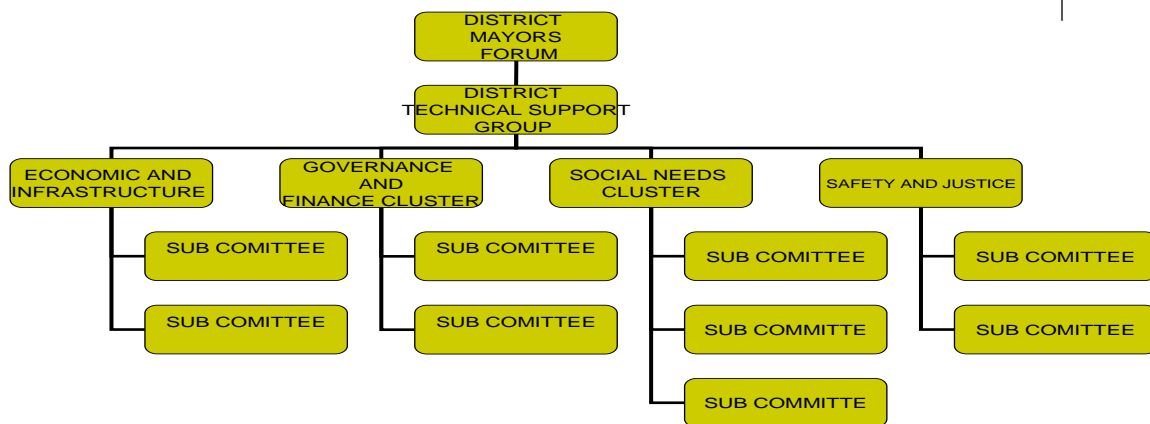 DISTRICT
MAYORS
FORUM
DISTRICT
TECHNICAL SUPPORT
GROUP
ECONOMIC AND
INFRASTRUCTURE
GOVERNANCE
AND
FINANCE CLUSTER
SOCIAL NEEDS
CLUSTER
SAFETY AND JUSTICE
SUB COMITTEE
SUB COMITTEE
SUB COMITTEE
SUB COMITTEE
SUB COMITTEE
SUB COMITTEE
SUB COMMITTE
SUB COMITTEE
SUB COMMITTE